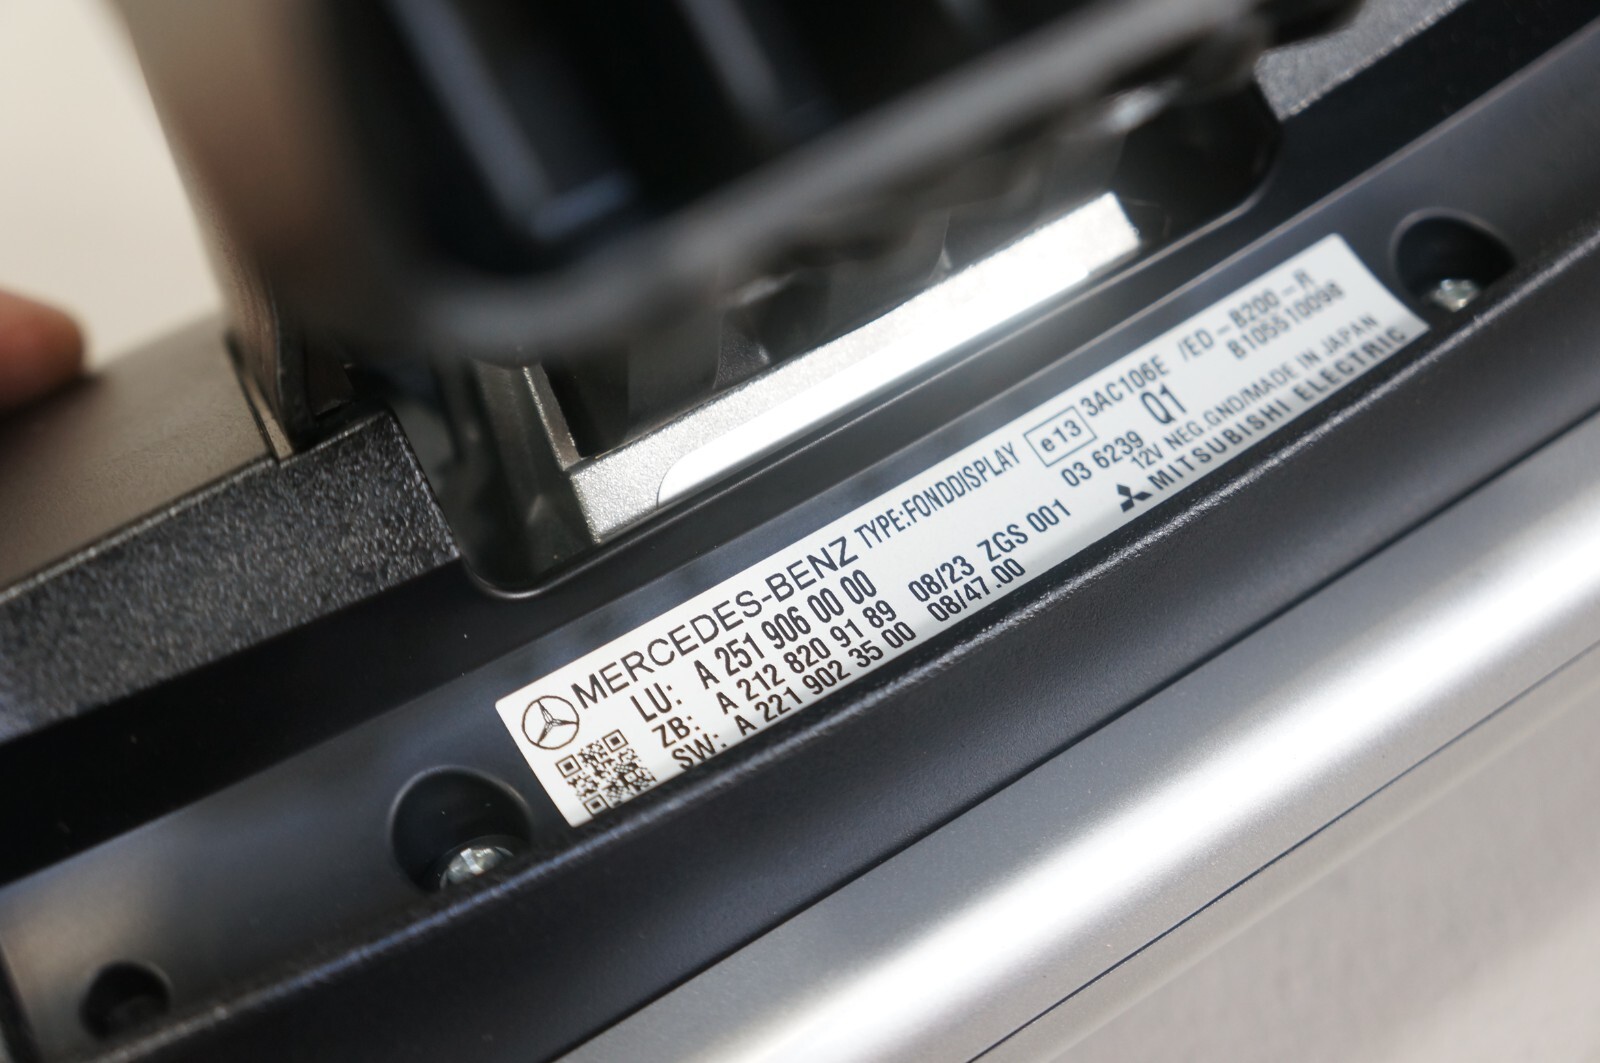 MERCEDES-BENZ TYPE:FONDDISPLAY e13 3AC106E /ED-8200-R
LU: A 251 906 00 00 03 6239 Q1 8105510098
ZB: A 212 820 91 89 08/23 ZGS 001 12V NEG.GND/MADE IN JAPAN
SW: A 221 902 35 00 08/47.00 MITSUBISHI ELECTRIC